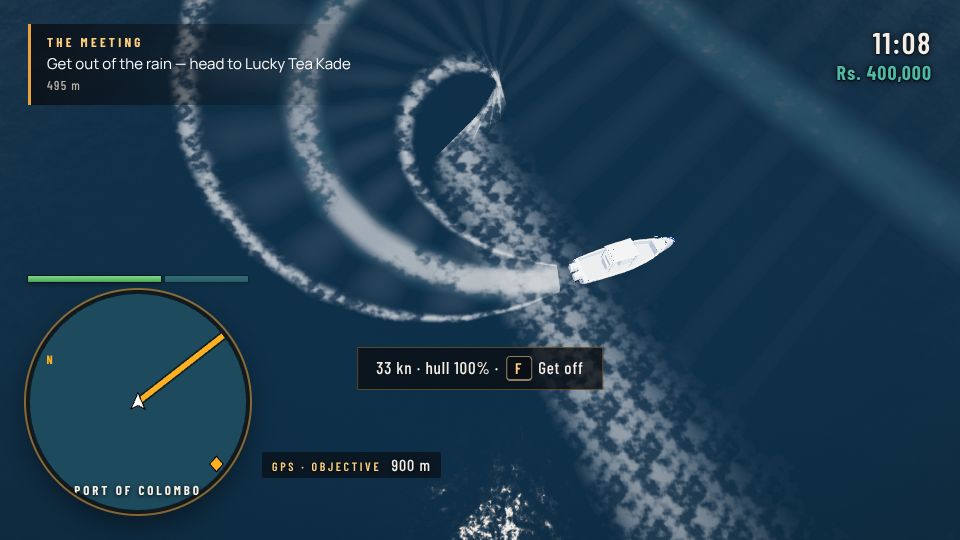 THE MEETING
Get out of the rain — head to Lucky Tea Kade
495 m
11:08
Rs. 400,000
N
33 kn · hull 100% · F Get off
GPS · OBJECTIVE 900 m
PORT OF COLOMBO